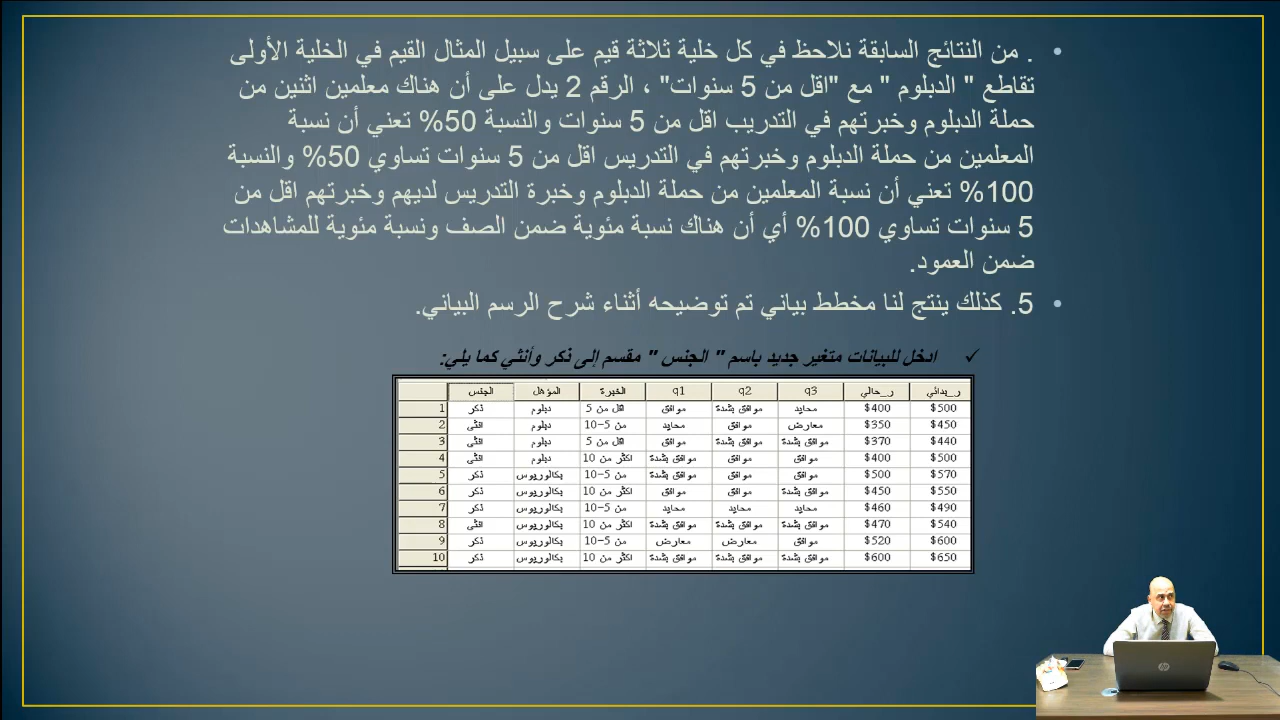 • . من النتائج السابقة نلاحظ في كل خلية ثلاثة قيم على سبيل المثال القيم في الخلية الأولى
تقاطع " الدبلوم " مع "اقل من 5 سنوات" ، الرقم 2 يدل على أن هناك معلمين اثنين من
حملة الدبلوم وخبرتهم في التدريب اقل من 5 سنوات والنسبة 50% تعني أن نسبة
المعلمين من حملة الدبلوم وخبرتهم في التدريس اقل من 5 سنوات تساوي 50% والنسبة
100% تعني أن نسبة المعلمين من حملة الدبلوم وخبرة التدريس لديهم وخبرتهم اقل من
5 سنوات تساوي 100% أي أن هناك نسبة مئوية ضمن الصف ونسبة مئوية للمشاهدات
ضمن العمود.
• 5. كذلك ينتج لنا مخطط بياني تم توضيحه أثناء شرح الرسم البياني.
✓ ادخل للبيانات متغير جديد باسم " الجنس " مقسم إلى ذكر وأنثي كما يلي:
الجنس المؤهل الخبرة q1 q2 q3 ر_حالي ر_بدائي
1 ذكر دبلوم اقل من 5 موافق موافق بشدة محايد $400 $500
2 انثى دبلوم من 5-10 محايد موافق معارض $350 $450
3 انثى دبلوم اقل من 5 موافق موافق بشدة موافق بشدة $370 $440
4 انثى دبلوم اكثر من 10 موافق بشدة موافق موافق $400 $500
5 ذكر بكالوريوس من 5-10 موافق بشدة موافق موافق $500 $570
6 ذكر بكالوريوس اكثر من 10 موافق موافق موافق بشدة $450 $550
7 ذكر بكالوريوس من 5-10 محايد محايد محايد $460 $490
8 انثى بكالوريوس اكثر من 10 موافق بشدة موافق بشدة موافق بشدة $470 $540
9 ذكر بكالوريوس من 5-10 معارض معارض موافق $520 $600
10 ذكر بكالوريوس اكثر من 10 موافق بشدة موافق بشدة موافق بشدة $600 $650
hp